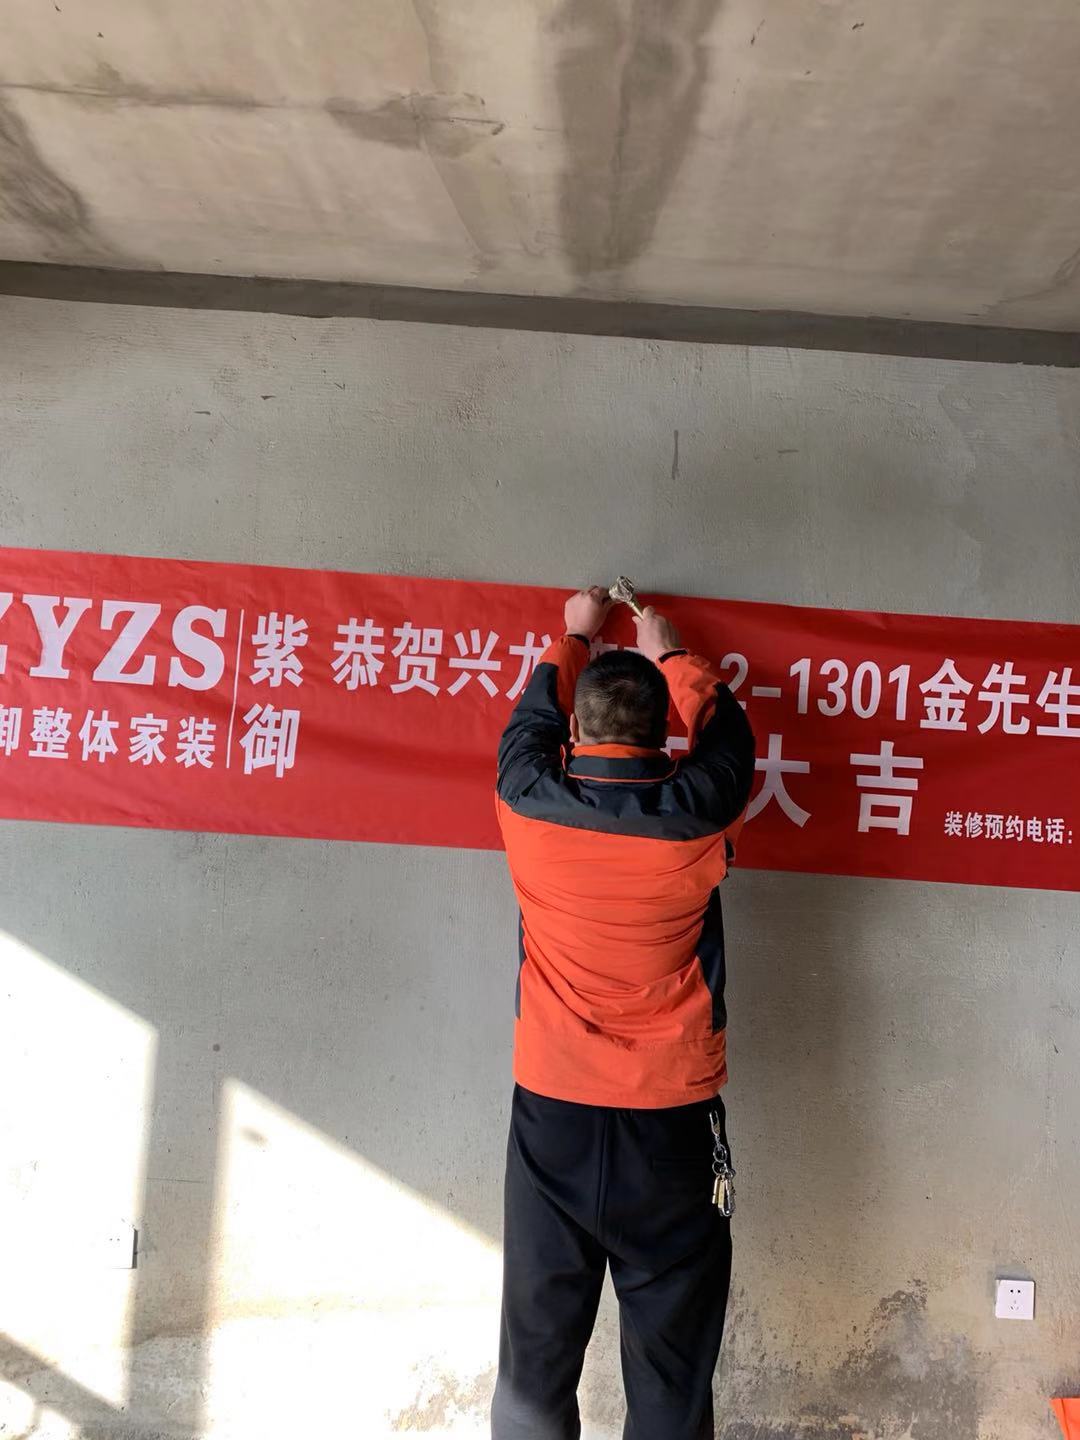 ZYZS
御整体家装
紫御
恭贺兴龙 2-1301金先生
大吉
装修预约电话: